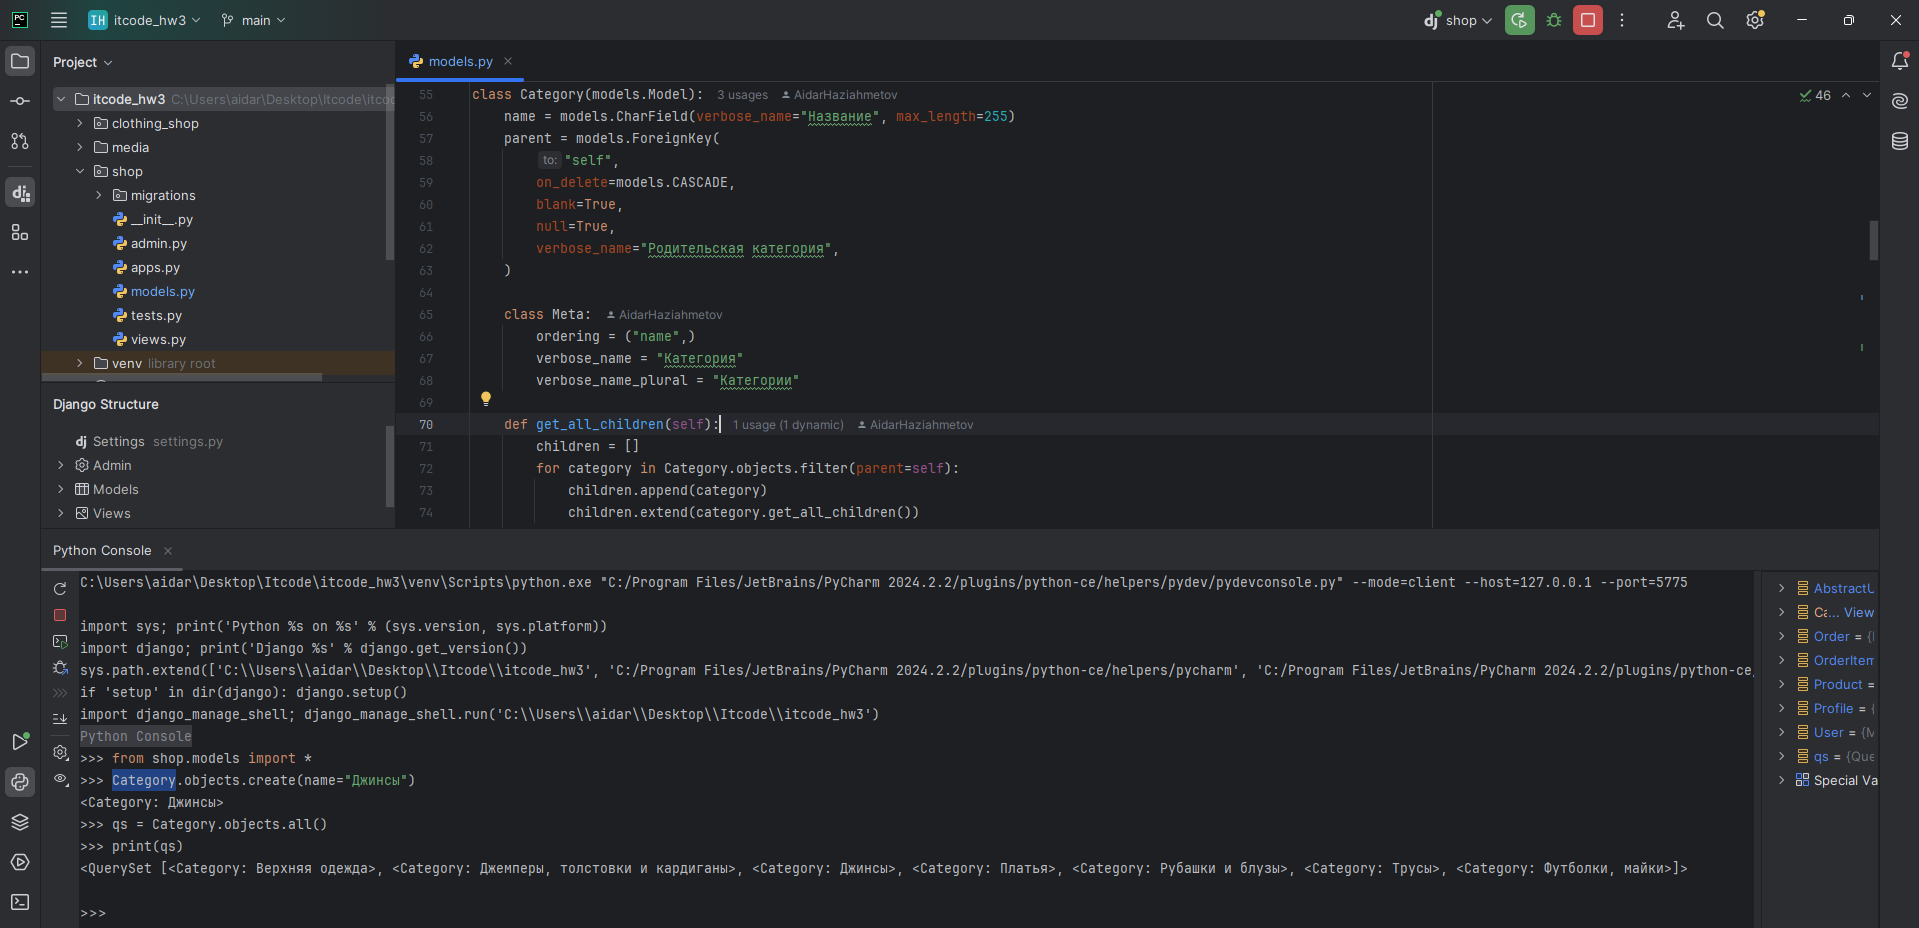 PC
IH itcode_hw3 main dj shop
Project
itcode_hw3 C:\Users\aidar\Desktop\Itcode\itcod
clothing_shop
media
shop
migrations
__init__.py
admin.py
apps.py
models.py
tests.py
views.py
venv library root
Django Structure
dj Settings settings.py
Admin
Models
Views
models.py
46
55 class Category(models.Model): 3 usages AidarHaziahmetov
56 name = models.CharField(verbose_name="Название", max_length=255)
57 parent = models.ForeignKey(
58 to: "self",
59 on_delete=models.CASCADE,
60 blank=True,
61 null=True,
62 verbose_name="Родительская категория",
63 )
64
65 class Meta: AidarHaziahmetov
66 ordering = ("name",)
67 verbose_name = "Категория"
68 verbose_name_plural = "Категории"
69
70 def get_all_children(self): 1 usage (1 dynamic) AidarHaziahmetov
71 children = []
72 for category in Category.objects.filter(parent=self):
73 children.append(category)
74 children.extend(category.get_all_children())
Python Console
C:\Users\aidar\Desktop\Itcode\itcode_hw3\venv\Scripts\python.exe "C:/Program Files/JetBrains/PyCharm 2024.2.2/plugins/python-ce/helpers/pydev/pydevconsole.py" --mode=client --host=127.0.0.1 --port=5775
import sys; print('Python %s on %s' % (sys.version, sys.platform))
import django; print('Django %s' % django.get_version())
sys.path.extend(['C:\\Users\\aidar\\Desktop\\Itcode\\itcode_hw3', 'C:/Program Files/JetBrains/PyCharm 2024.2.2/plugins/python-ce/helpers/pycharm', 'C:/Program Files/JetBrains/PyCharm 2024.2.2/plugins/python-ce/
if 'setup' in dir(django): django.setup()
import django_manage_shell; django_manage_shell.run('C:\\Users\\aidar\\Desktop\\Itcode\\itcode_hw3')
Python Console
>>> from shop.models import *
>>> Category.objects.create(name="Джинсы")
<Category: Джинсы>
>>> qs = Category.objects.all()
>>> print(qs)
<QuerySet [<Category: Верхняя одежда>, <Category: Джемперы, толстовки и кардиганы>, <Category: Джинсы>, <Category: Платья>, <Category: Рубашки и блузы>, <Category: Трусы>, <Category: Футболки, майки>]>
>>>
AbstractU
Ca... View
Order = {
OrderItem
Product =
Profile = {
User = {M
qs = {Que
Special Va